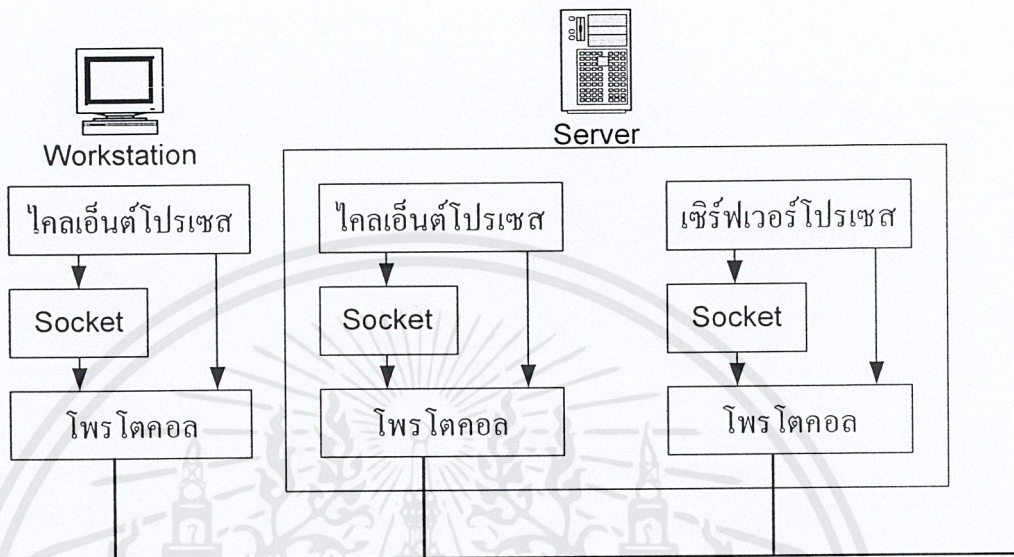 Workstation
Server
ไคลเอ็นต์โปรเซส
Socket
โพรโตคอล
ไคลเอ็นต์โปรเซส
Socket
โพรโตคอล
เซิร์ฟเวอร์โปรเซส
Socket
โพรโตคอล